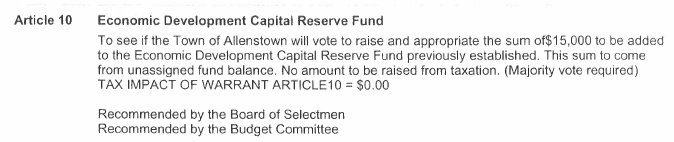 Article 10 Economic Development Capital Reserve Fund
To see if the Town of Allenstown will vote to raise and appropriate the sum of$15,000 to be added
to the Economic Development Capital Reserve Fund previously established. This sum to come
from unassigned fund balance. No amount to be raised from taxation. (Majority vote required)
TAX IMPACT OF WARRANT ARTICLE10 = $0.00
Recommended by the Board of Selectmen
Recommended by the Budget Committee